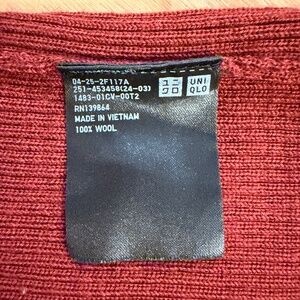 04-25-2F117A
251-453458(24-03)
1483-01CV-00T2
RN139864
MADE IN VIETNAM
100% WOOL
ユニ
クロ
UNI
QLO